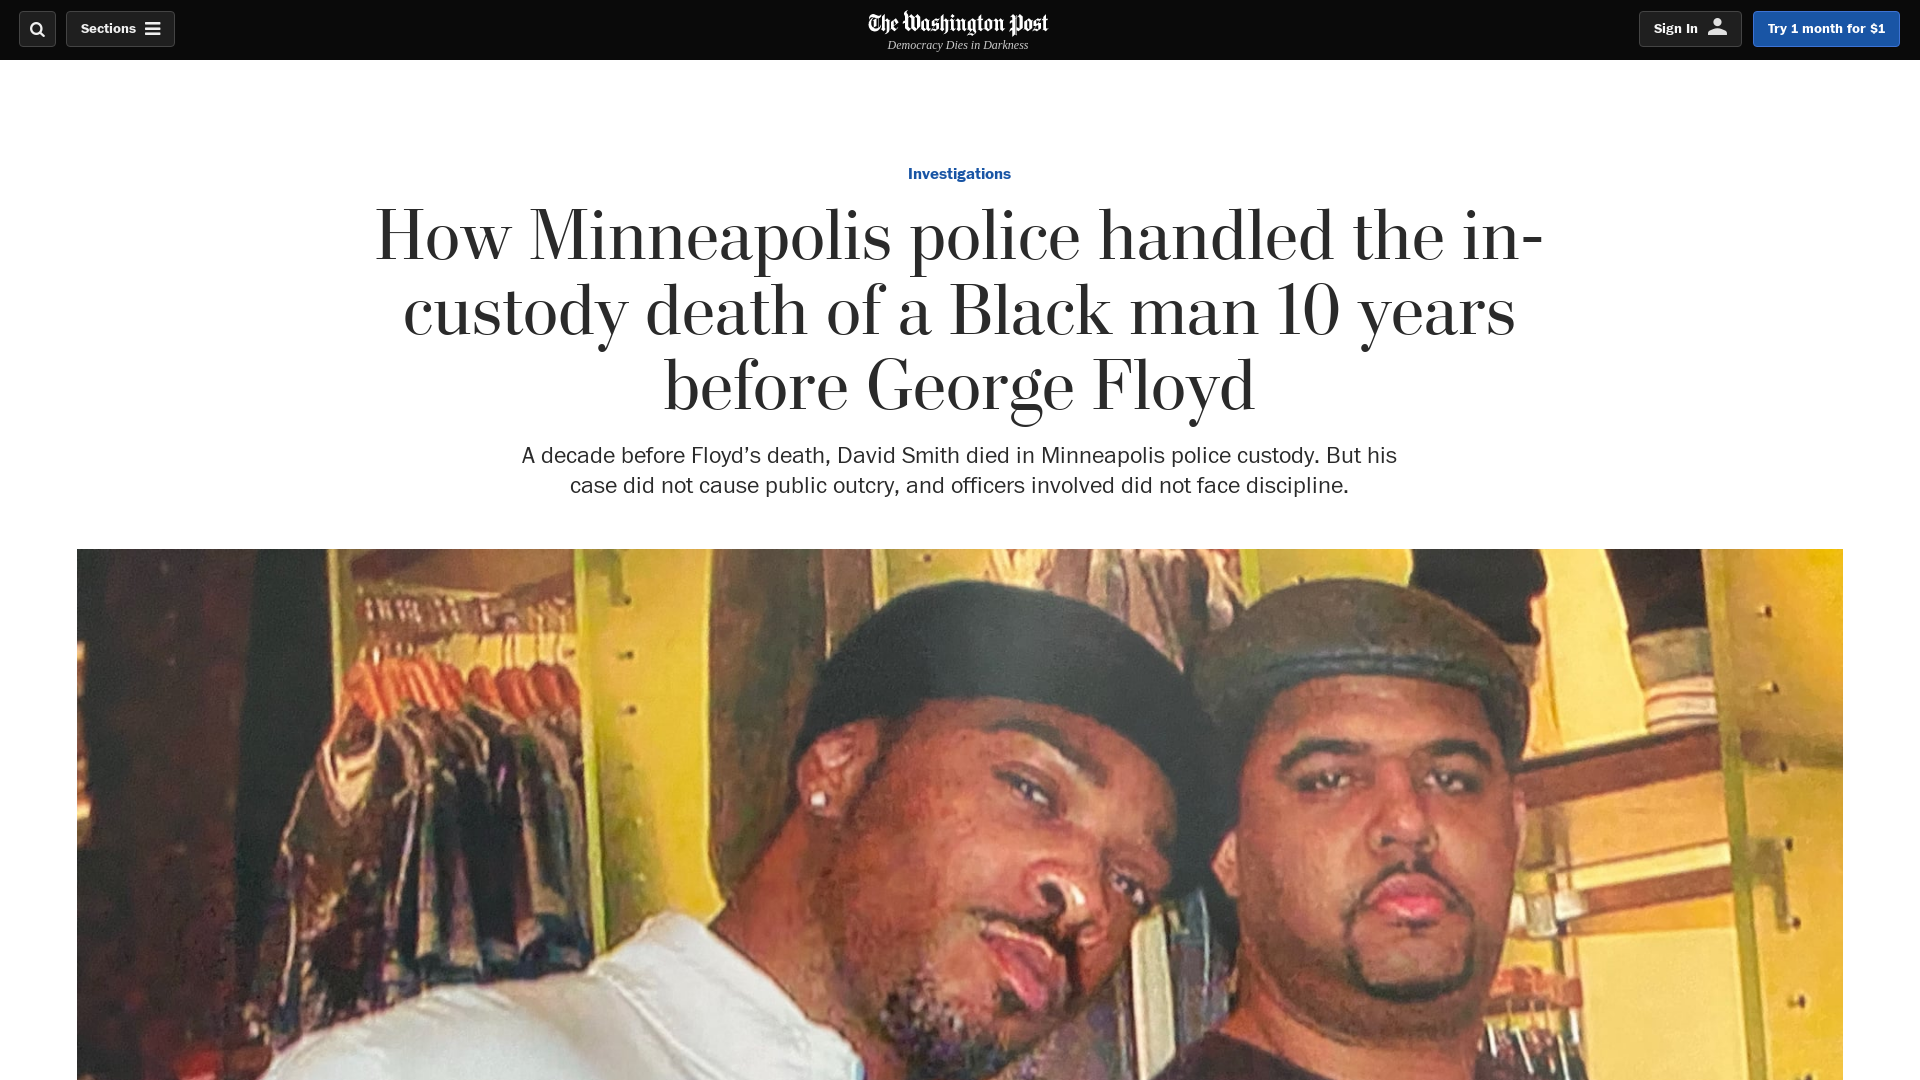 Sections
The Washington Post
Democracy Dies in Darkness
Sign In
Try 1 month for $1
Investigations
How Minneapolis police handled the in-
custody death of a Black man 10 years
before George Floyd
A decade before Floyd’s death, David Smith died in Minneapolis police custody. But his
case did not cause public outcry, and officers involved did not face discipline.